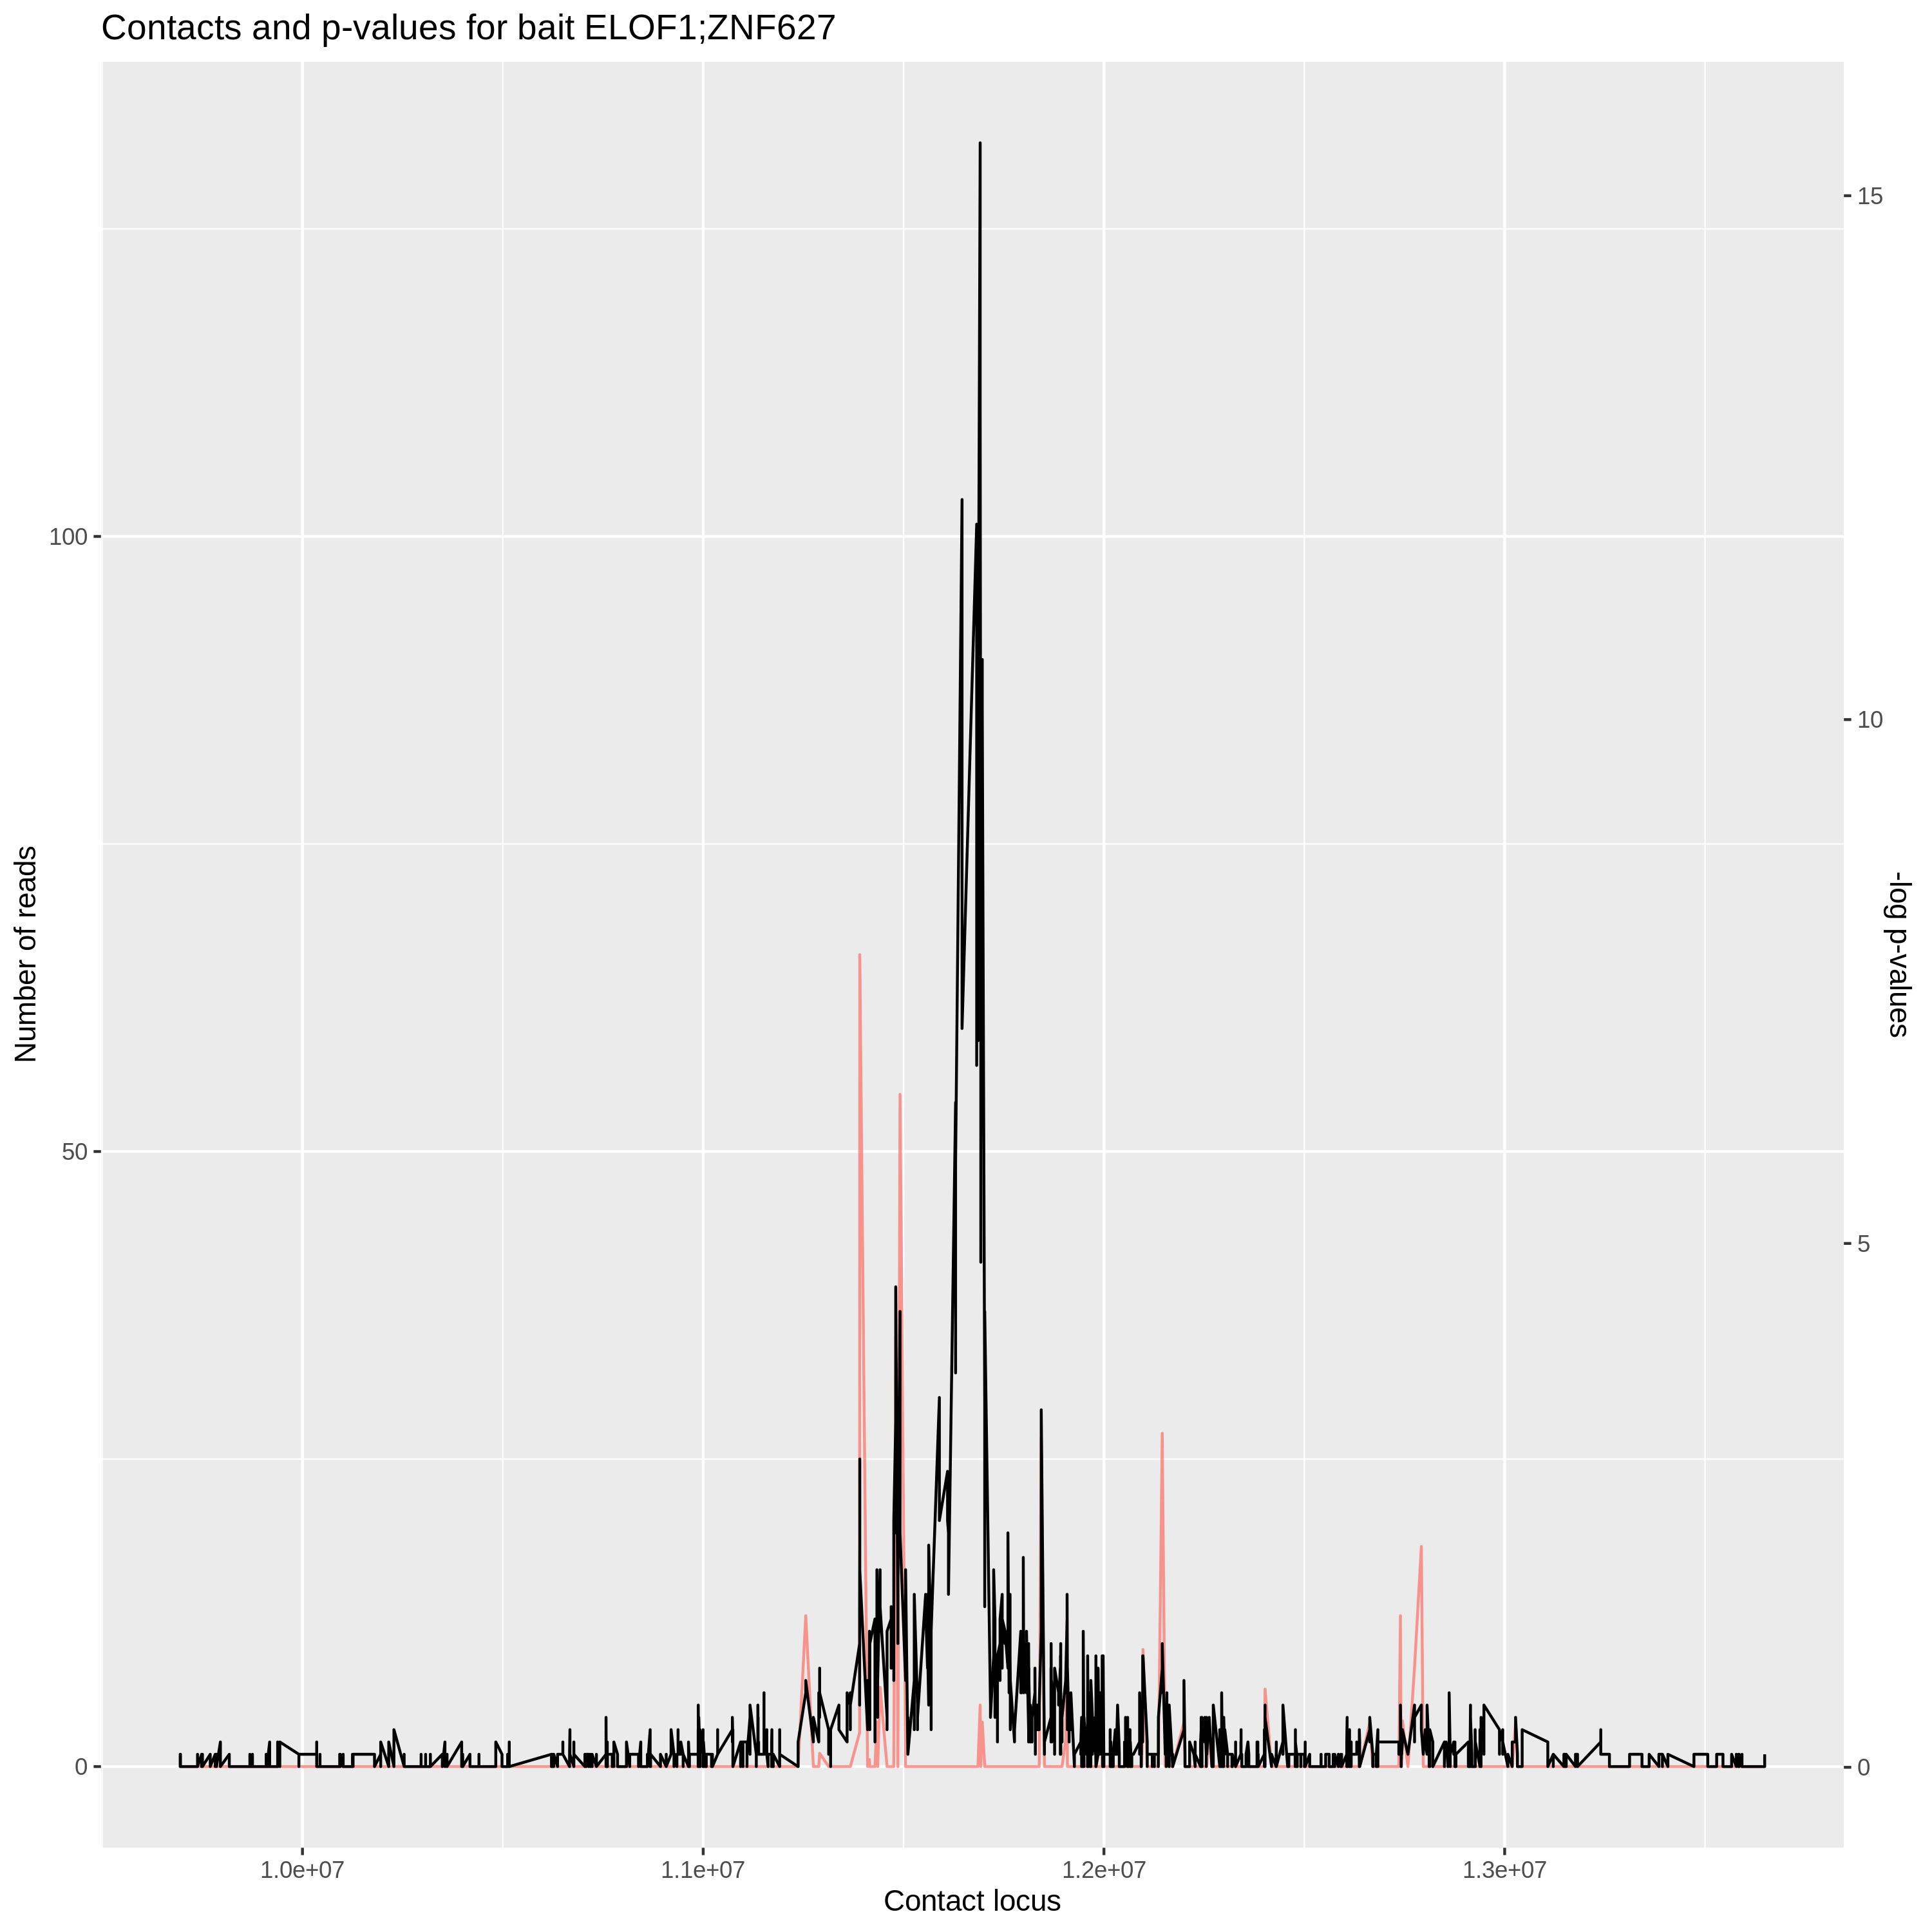 Contacts and p-values for bait ELOF1;ZNF627
15
100
10
Number of reads
-log p-values
50
5
0
0
1.0e+07
1.1e+07
1.2e+07
1.3e+07
Contact locus